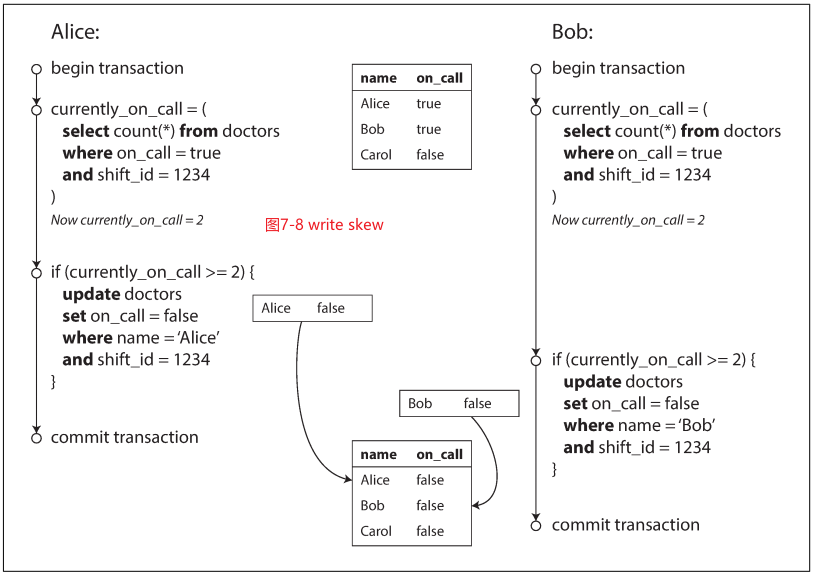 Alice:
begin transaction
currently_on_call = (
select count(*) from doctors
where on_call = true
and shift_id = 1234
)
Now currently_on_call = 2
if (currently_on_call >= 2) {
update doctors
set on_call = false
where name = ‘Alice’
and shift_id = 1234
}
commit transaction
name on_call
Alice true
Bob true
Carol false
图7-8 write skew
Alice false
Bob false
name on_call
Alice false
Bob false
Carol false
Bob:
begin transaction
currently_on_call = (
select count(*) from doctors
where on_call = true
and shift_id = 1234
)
Now currently_on_call = 2
if (currently_on_call >= 2) {
update doctors
set on_call = false
where name = ‘Bob’
and shift_id = 1234
}
commit transaction